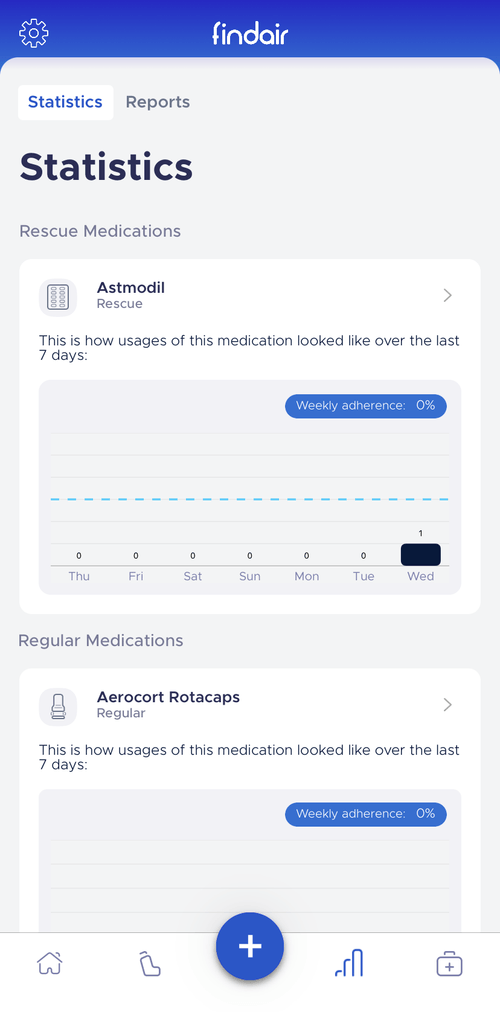 findair
Statistics
Reports
Statistics
Rescue Medications
Astmodil
Rescue
This is how usages of this medication looked like over the last
7 days:
Weekly adherence: 0%
1
0 0 0 0 0 0
Thu Fri Sat Sun Mon Tue Wed
Regular Medications
Aerocort Rotacaps
Regular
This is how usages of this medication looked like over the last
7 days:
Weekly adherence: 0%